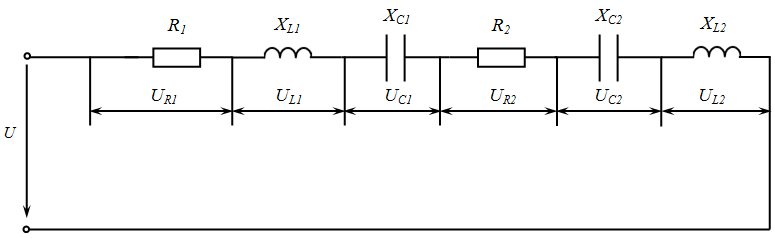 R1 XL1 XC1 R2 XC2 XL2
UR1 UL1 UC1 UR2 UC2 UL2
U